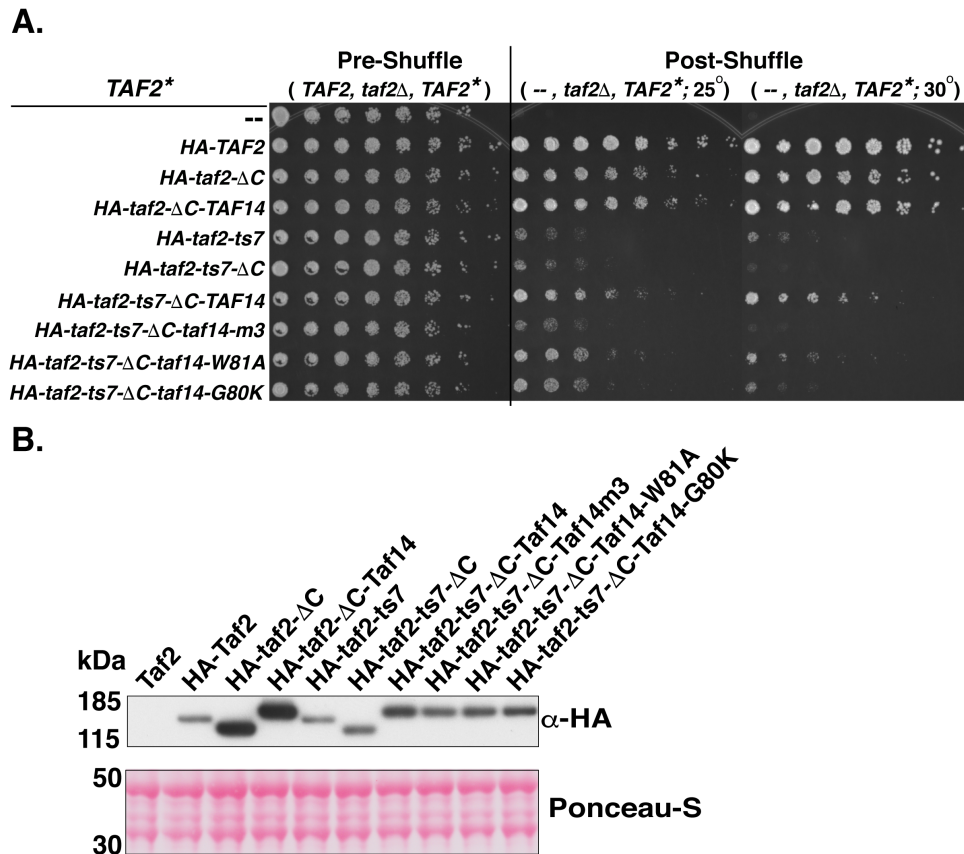 A.
Pre-Shuffle
Post-Shuffle
TAF2*
( TAF2, taf2Δ, TAF2* )
( -- , taf2Δ, TAF2*; 25° )
( -- , taf2Δ, TAF2*; 30° )
--
HA-TAF2
HA-taf2-ΔC
HA-taf2-ΔC-TAF14
HA-taf2-ts7
HA-taf2-ts7-ΔC
HA-taf2-ts7-ΔC-TAF14
HA-taf2-ts7-ΔC-taf14-m3
HA-taf2-ts7-ΔC-taf14-W81A
HA-taf2-ts7-ΔC-taf14-G80K
B.
kDa
Taf2
HA-Taf2
HA-taf2-ΔC
HA-taf2-ΔC-Taf14
HA-taf2-ts7
HA-taf2-ts7-ΔC
HA-taf2-ts7-ΔC-Taf14
HA-taf2-ts7-ΔC-Taf14m3
HA-taf2-ts7-ΔC-Taf14-W81A
HA-taf2-ts7-ΔC-Taf14-G80K
185
115
α-HA
50
30
Ponceau-S